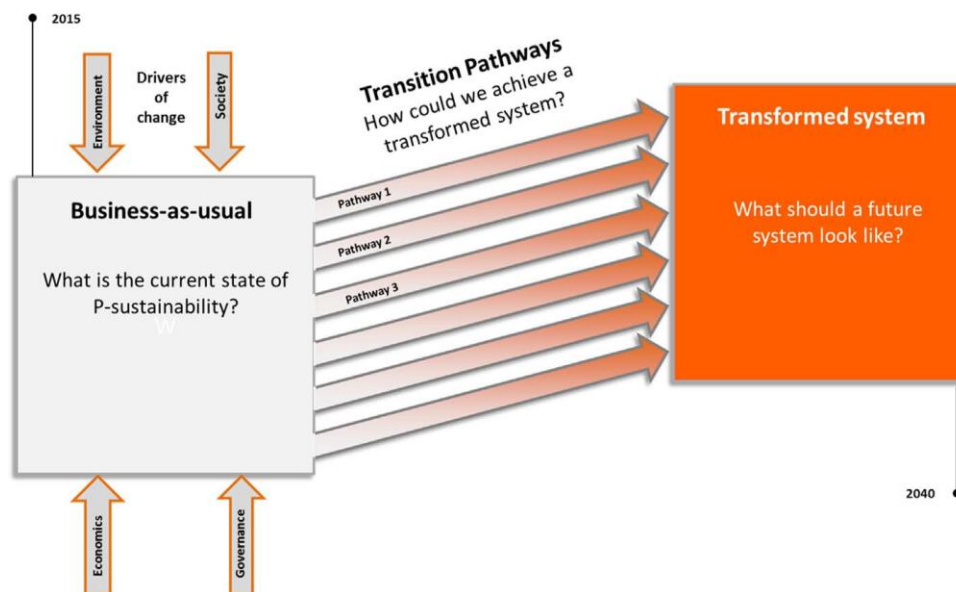 2015
Environment
Drivers
of
change
Society
Transition Pathways
How could we achieve a
transformed system?
Business-as-usual
What is the current state of
P-sustainability?
W
Pathway 1
Pathway 2
Pathway 3
Transformed system
What should a future
system look like?
Economics
Governance
2040